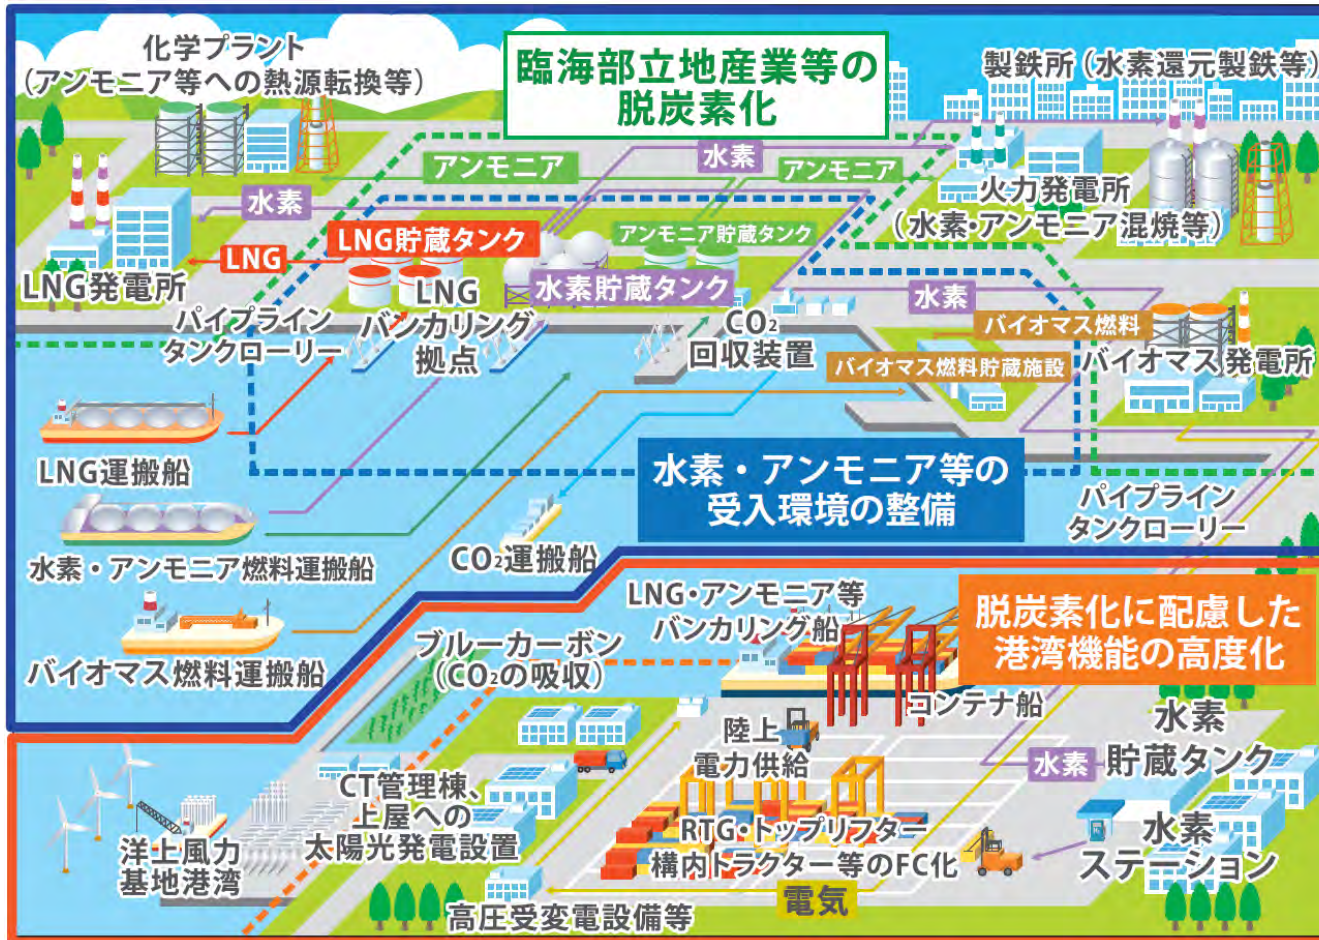 化学プラント
(アンモニア等への熱源転換等)
臨海部立地産業等の
脱炭素化
製鉄所(水素還元製鉄等)
アンモニア
水素
アンモニア
火力発電所
(水素・アンモニア混焼等)
水素
LNG
LNG貯蔵タンク
アンモニア貯蔵タンク
水素貯蔵タンク
水素
LNG発電所
パイプライン
タンクローリー
LNG
バンカリング
拠点
CO₂
回収装置
バイオマス燃料
バイオマス燃料貯蔵施設
バイオマス発電所
LNG運搬船
水素・アンモニア等の
受入環境の整備
パイプライン
タンクローリー
水素・アンモニア燃料運搬船
CO₂運搬船
バイオマス燃料運搬船
LNG・アンモニア等
バンカリング船
脱炭素化に配慮した
港湾機能の高度化
ブルーカーボン
(CO₂の吸収)
コンテナ船
陸上
電力供給
水素
水素
貯蔵タンク
CT管理棟、
上屋への
太陽光発電設置
洋上風力
基地港湾
RTG・トップリフター
構内トラクター等のFC化
水素
ステーション
電気
高圧受変電設備等